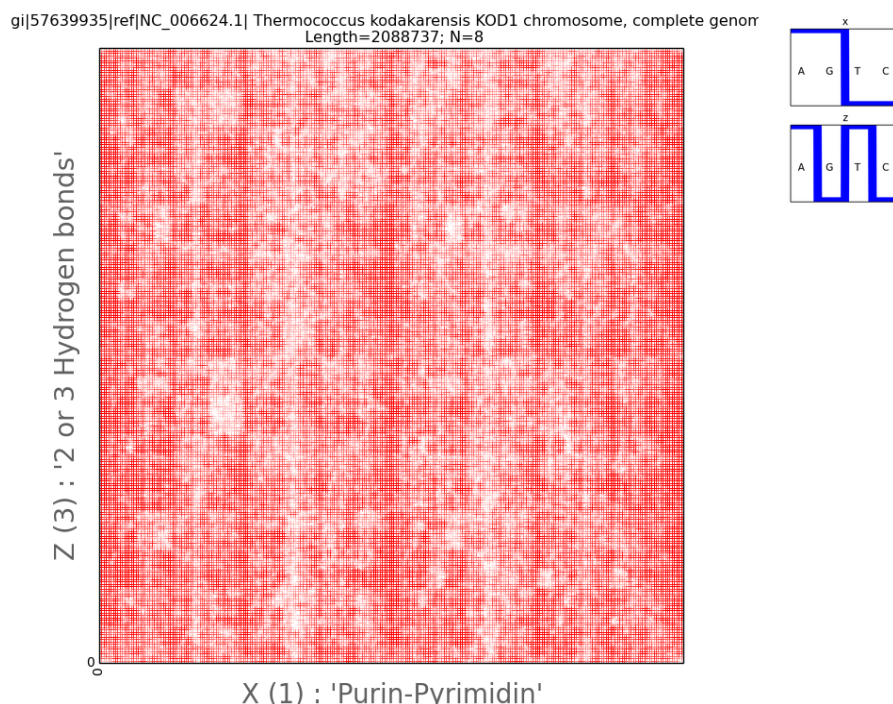 gi|57639935|ref|NC_006624.1| Thermococcus kodakarensis KOD1 chromosome, complete genom
Length=2088737; N=8
x
A G T C
z
A G T C
Z (3) : '2 or 3 Hydrogen bonds'
0
0
X (1) : 'Purin-Pyrimidin'